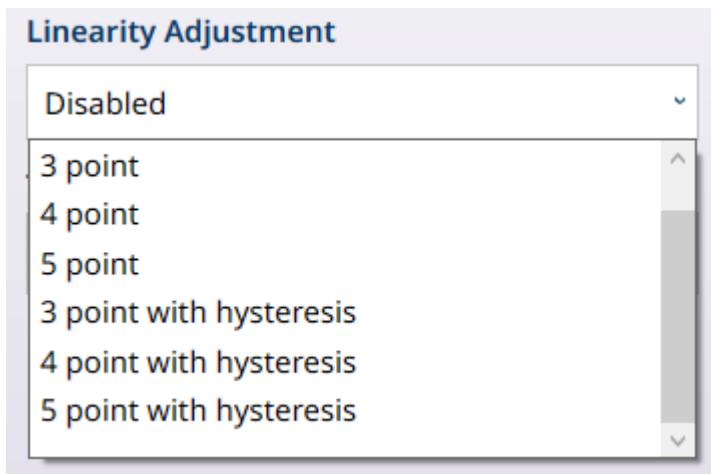 Linearity Adjustment
Disabled
3 point
4 point
5 point
3 point with hysteresis
4 point with hysteresis
5 point with hysteresis